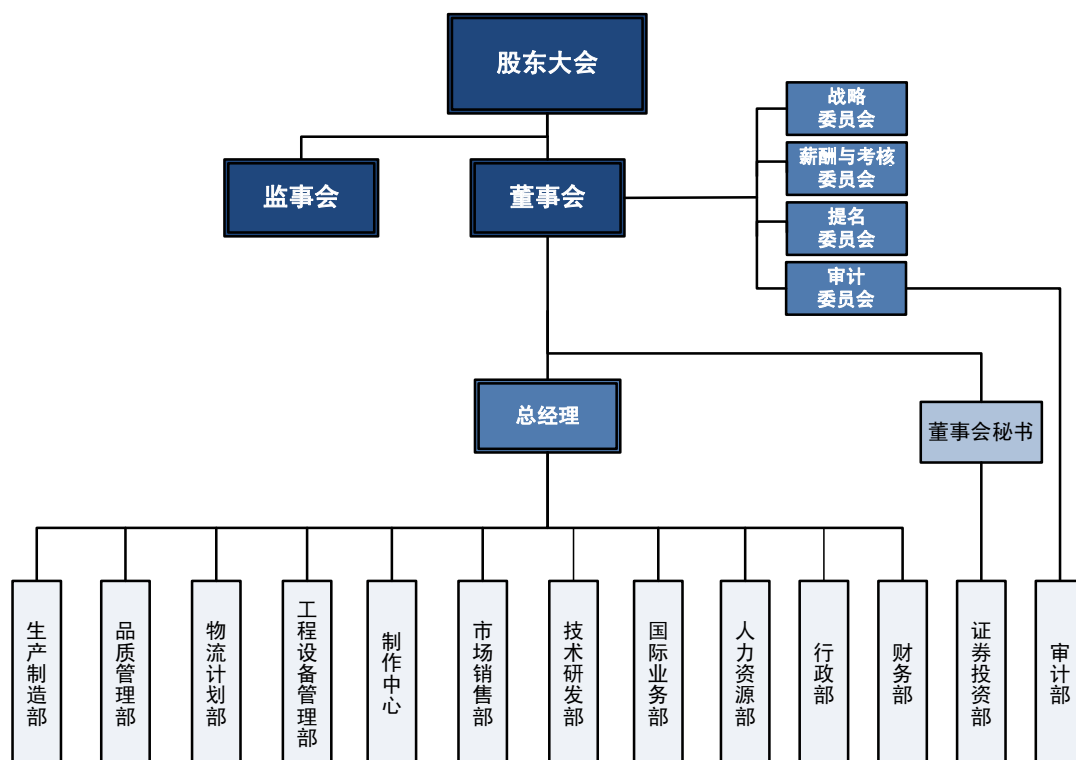 股东大会
战略
委员会
薪酬与考核
委员会
监事会
董事会
提名
委员会
审计
委员会
总经理
董事会秘书
生产制造部
品质管理部
物流计划部
工程设备管理部
制作中心
市场销售部
技术研发部
国际业务部
人力资源部
行政部
财务部
证券投资部
审计部